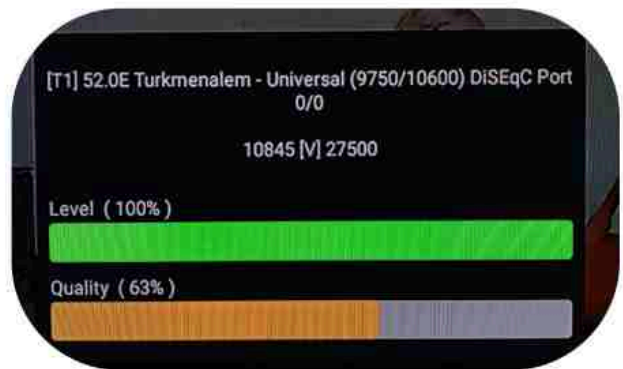 [T1] 52.0E Turkmenalem - Universal (9750/10600) DiSEqC Port
0/0
10845 [V] 27500
Level ( 100% )
Quality ( 63% )